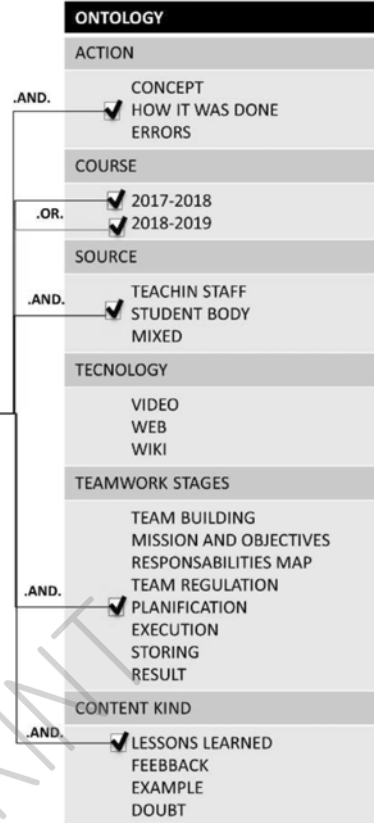 ONTOLOGY
ACTION
CONCEPT
.AND.
HOW IT WAS DONE
ERRORS
COURSE
2017-2018
.OR.
2018-2019
SOURCE
TEACHIN STAFF
.AND.
STUDENT BODY
MIXED
TECNOLOGY
VIDEO
WEB
WIKI
TEAMWORK STAGES
TEAM BUILDING
MISSION AND OBJECTIVES
RESPONSABILITIES MAP
TEAM REGULATION
.AND.
PLANIFICATION
EXECUTION
STORING
RESULT
CONTENT KIND
.AND.
LESSONS LEARNED
FEEBBACK
EXAMPLE
DOUBT